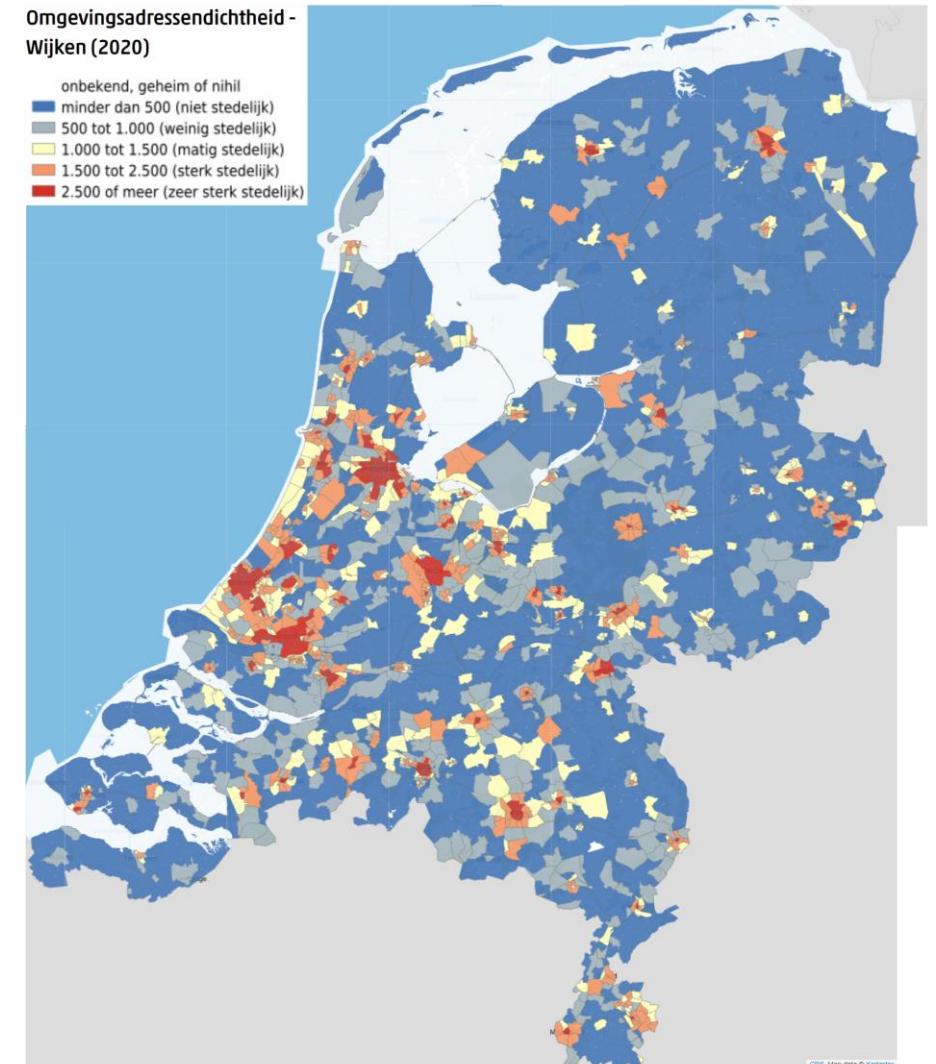 Omgevingsadressendichtheid -
Wijken (2020)
onbekend, geheim of nihil
minder dan 500 (niet stedelijk)
500 tot 1.000 (weinig stedelijk)
1.000 tot 1.500 (matig stedelijk)
1.500 tot 2.500 (sterk stedelijk)
2.500 of meer (zeer sterk stedelijk)